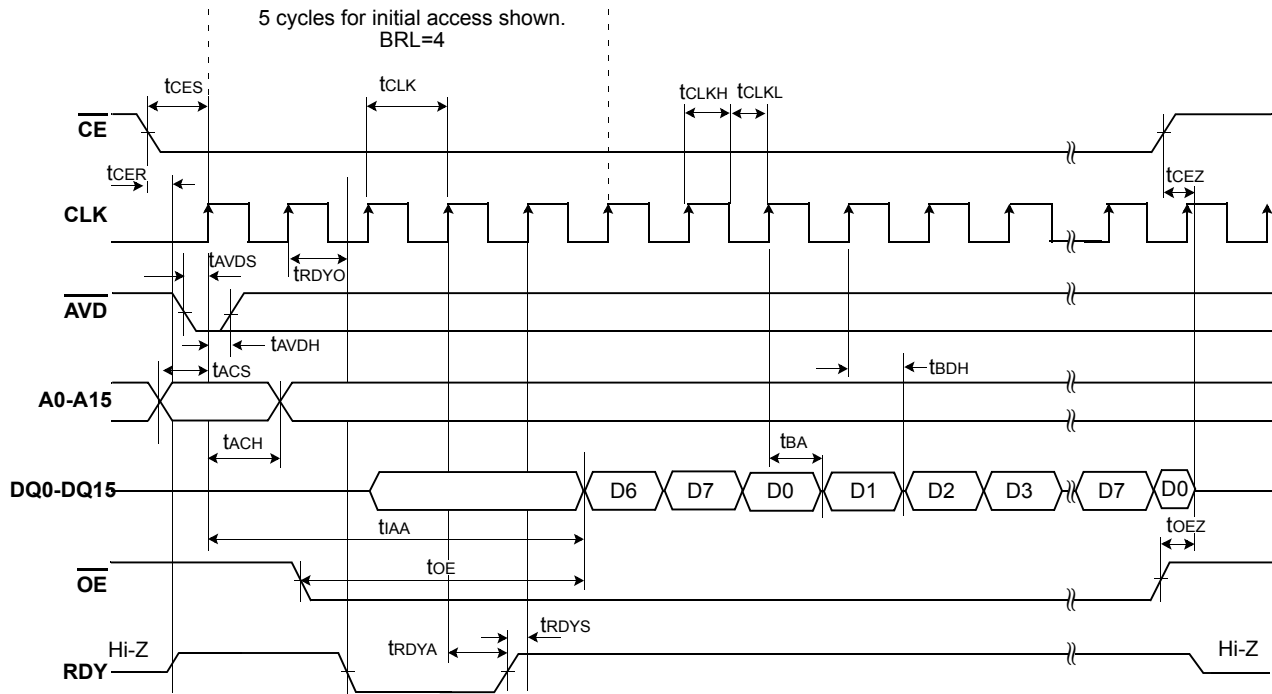 5 cycles for initial access shown.
BRL=4
tCES
tCLK
tCLKH
tCLKL
CE
tCER
tCEZ
CLK
tAVDS
tRDYO
AVD
tAVDH
tACS
tBDH
A0-A15
tACH
tBA
DQ0-DQ15
D6
D7
D0
D1
D2
D3
D7
D0
tIAA
tOEZ
tOE
OE
tRDYS
Hi-Z
tRDYA
Hi-Z
RDY